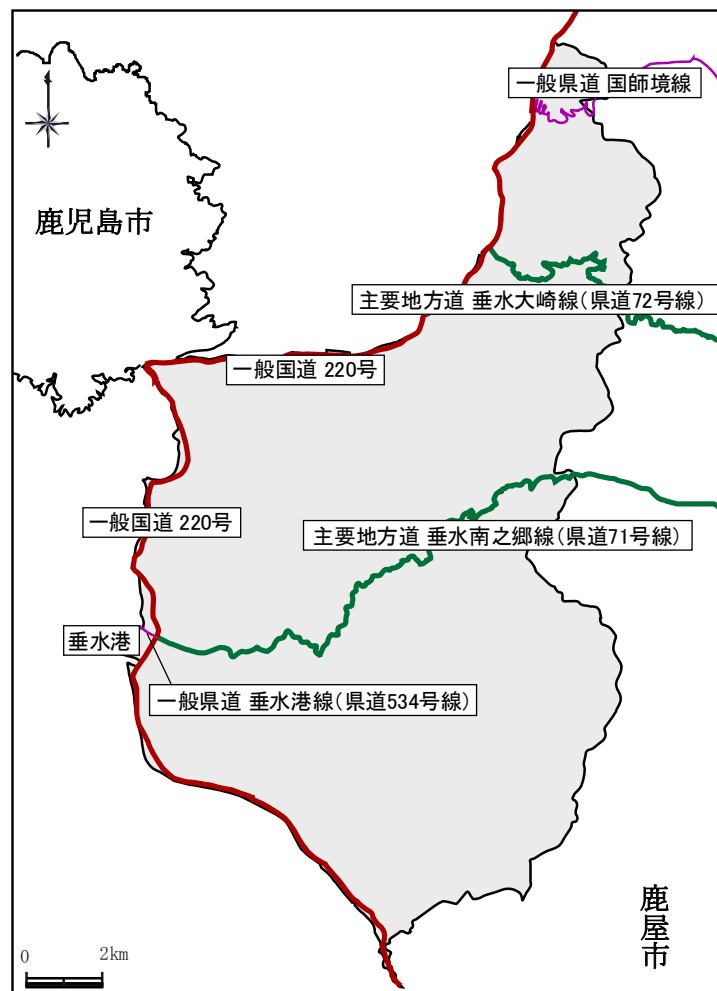 一般県道 国師境線
鹿児島市
主要地方道 垂水大崎線(県道72号線)
一般国道 220号
一般国道 220号
主要地方道 垂水南之郷線(県道71号線)
垂水港
一般県道 垂水港線(県道534号線)
鹿屋市
0 2km